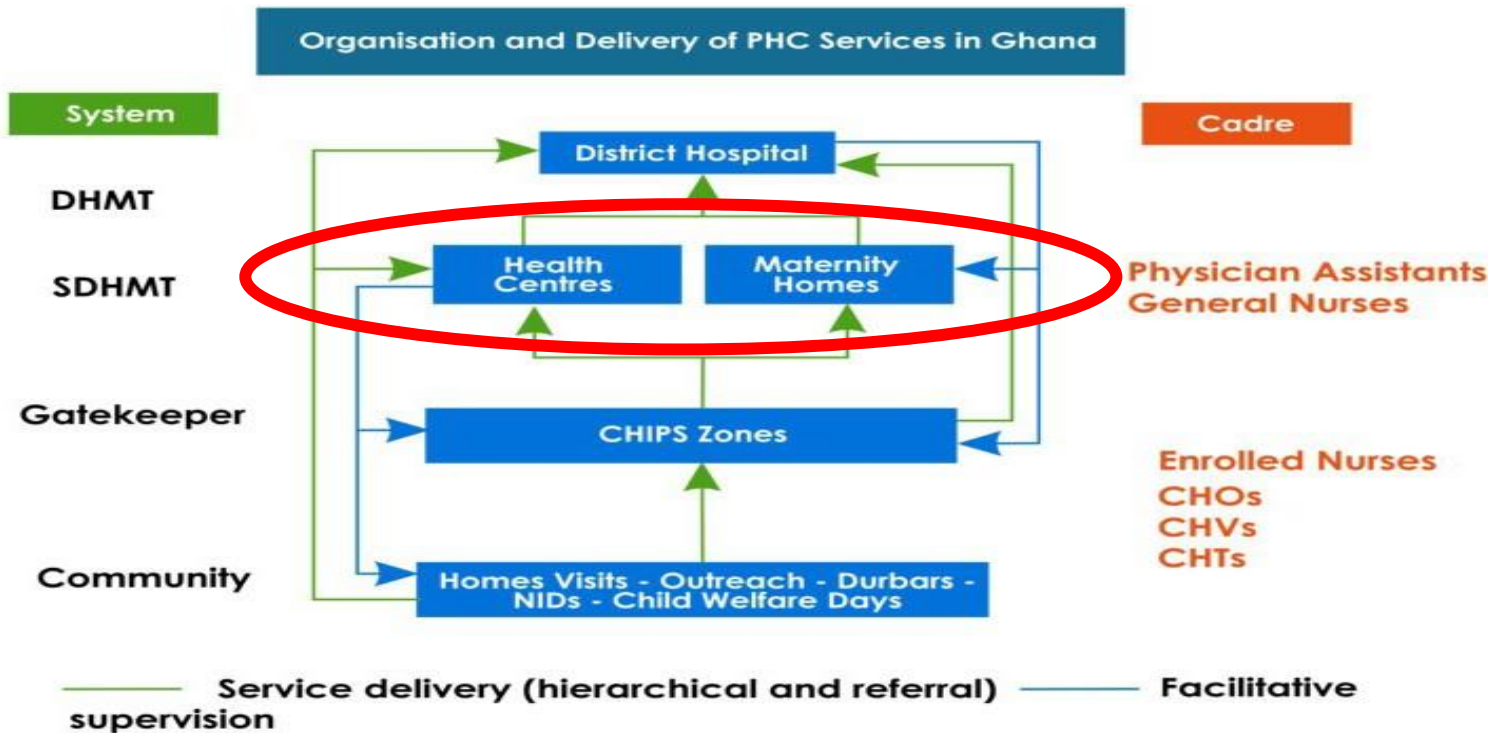 Organisation and Delivery of PHC Services in Ghana
System
Cadre
District Hospital
DHMT
Health
Centres
Maternity
Homes
SDHMT
Physician Assistants
General Nurses
Gatekeeper
CHIPS Zones
Enrolled Nurses
CHOs
CHVs
CHTs
Community
Homes Visits - Outreach - Durbars -
NIDs - Child Welfare Days
Service delivery (hierarchical and referral)
Facilitative
supervision